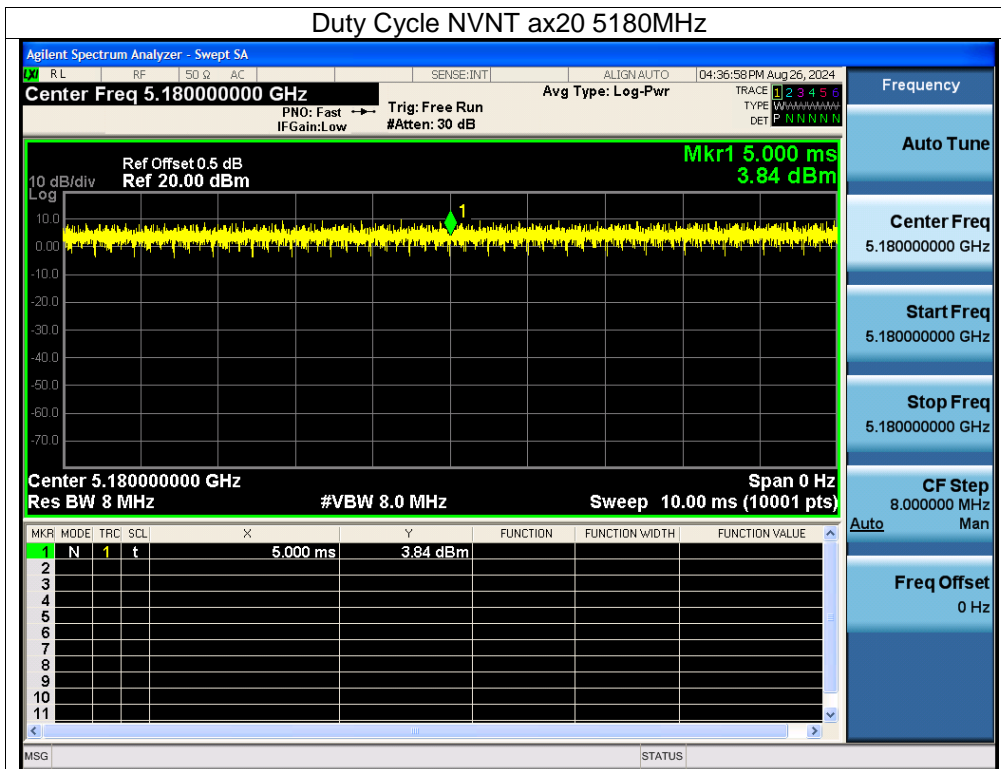 Duty Cycle NVNT ax20 5180MHz
Agilent Spectrum Analyzer - Swept SA
LXI RL RF 50 Ω AC SENSE:INT ALIGN AUTO 04:36:58 PM Aug 26, 2024
Center Freq 5.180000000 GHz Avg Type: Log-Pwr TRACE 1 2 3 4 5 6
PNO: Fast Trig: Free Run TYPE WWWWWW
IFGain:Low #Atten: 30 dB DET P N N N N N
Mkr1 5.000 ms
3.84 dBm
Ref Offset 0.5 dB
10 dB/div Ref 20.00 dBm
Log
1
10.0
0.00
-10.0
-20.0
-30.0
-40.0
-50.0
-60.0
-70.0
Center 5.180000000 GHz Span 0 Hz
Res BW 8 MHz #VBW 8.0 MHz Sweep 10.00 ms (10001 pts)
MKR MODE TRC SCL X Y FUNCTION FUNCTION WIDTH FUNCTION VALUE
1 N 1 t 5.000 ms 3.84 dBm
2
3
4
5
6
7
8
9
10
11
MSG STATUS
Frequency
Auto Tune
Center Freq
5.180000000 GHz
Start Freq
5.180000000 GHz
Stop Freq
5.180000000 GHz
CF Step
8.000000 MHz
Auto Man
Freq Offset
0 Hz